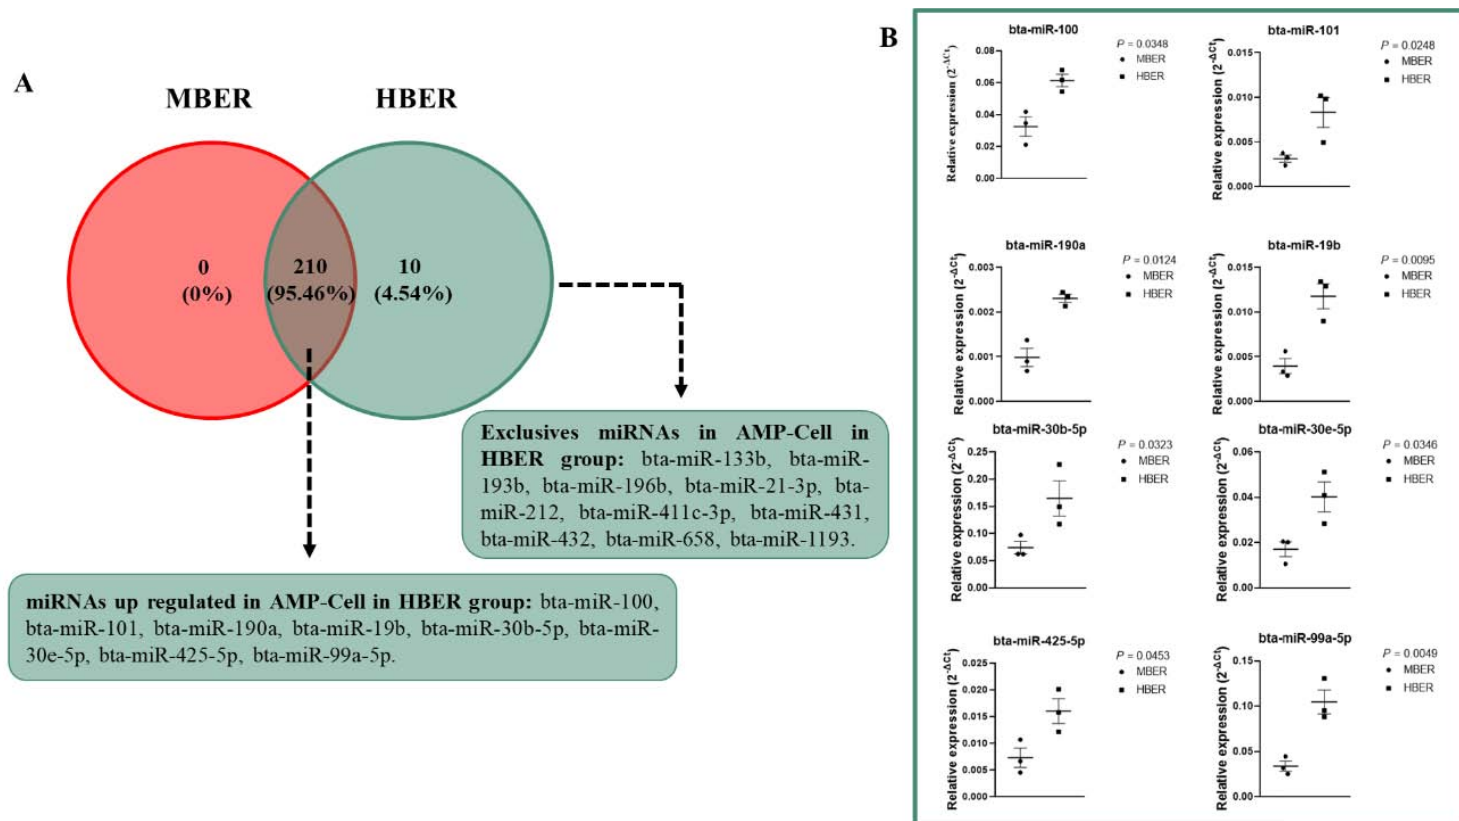 A
MBER
HBER
0
(0%)
210
(95.46%)
10
(4.54%)
Exclusives miRNAs in AMP-Cell in
HBER group: bta-miR-133b, bta-miR-
193b, bta-miR-196b, bta-miR-21-3p, bta-
miR-212, bta-miR-411c-3p, bta-miR-431,
bta-miR-432, bta-miR-658, bta-miR-1193.
miRNAs up regulated in AMP-Cell in HBER group: bta-miR-100,
bta-miR-101, bta-miR-190a, bta-miR-19b, bta-miR-30b-5p, bta-miR-
30e-5p, bta-miR-425-5p, bta-miR-99a-5p.
B
bta-miR-100
P = 0.0348
MBER
HBER
Relative expression (2^-ΔCt)
0.08
0.06
0.04
0.02
0.00
bta-miR-101
P = 0.0248
MBER
HBER
Relative expression (2^-ΔCt)
0.015
0.010
0.005
0.000
bta-miR-190a
P = 0.0124
MBER
HBER
Relative expression (2^-ΔCt)
0.003
0.002
0.001
0.000
bta-miR-19b
P = 0.0095
MBER
HBER
Relative expression (2^-ΔCt)
0.015
0.010
0.005
0.000
bta-miR-30b-5p
P = 0.0323
MBER
HBER
Relative expression (2^-ΔCt)
0.25
0.20
0.15
0.10
0.05
0.00
bta-miR-30e-5p
P = 0.0346
MBER
HBER
Relative expression (2^-ΔCt)
0.06
0.04
0.02
0.00
bta-miR-425-5p
P = 0.0453
MBER
HBER
Relative expression (2^-ΔCt)
0.025
0.020
0.015
0.010
0.005
0.000
bta-miR-99a-5p
P = 0.0049
MBER
HBER
Relative expression (2^-ΔCt)
0.15
0.10
0.05
0.00